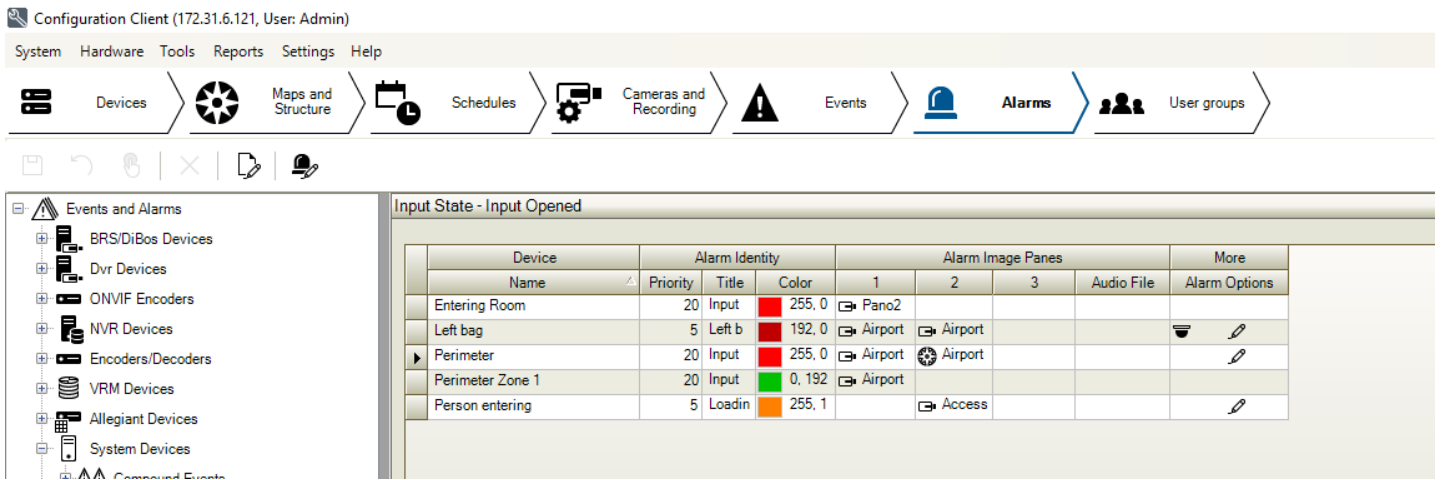 Configuration Client (172.31.6.121, User: Admin)
System Hardware Tools Reports Settings Help
Devices Maps and Structure Schedules Cameras and Recording Events Alarms User groups
Events and Alarms
BRS/DiBos Devices
Dvr Devices
ONVIF Encoders
NVR Devices
Encoders/Decoders
VRM Devices
Allegiant Devices
System Devices
Compound Events
Input State - Input Opened
Device Alarm Identity Alarm Image Panes More
Name Priority Title Color 1 2 3 Audio File Alarm Options
Entering Room 20 Input 255, 0 Pano2
Left bag 5 Left b 192, 0 Airport Airport
Perimeter 20 Input 255, 0 Airport Airport
Perimeter Zone 1 20 Input 0, 192 Airport
Person entering 5 Loadin 255, 1 Access